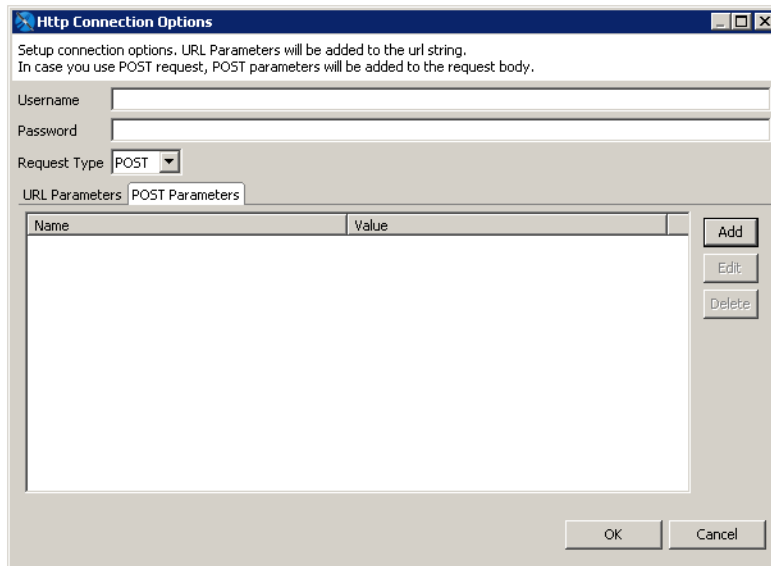 Http Connection Options
Setup connection options. URL Parameters will be added to the url string.
In case you use POST request, POST parameters will be added to the request body.
Username
Password
Request Type POST
URL Parameters POST Parameters
Name Value
Add
Edit
Delete
OK Cancel